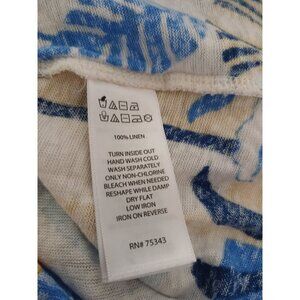 100% LINEN
TURN INSIDE OUT
HAND WASH COLD
WASH SEPARATELY
ONLY NON-CHLORINE
BLEACH WHEN NEEDED
RESHAPE WHILE DAMP
DRY FLAT
LOW IRON
IRON ON REVERSE
RN# 75343